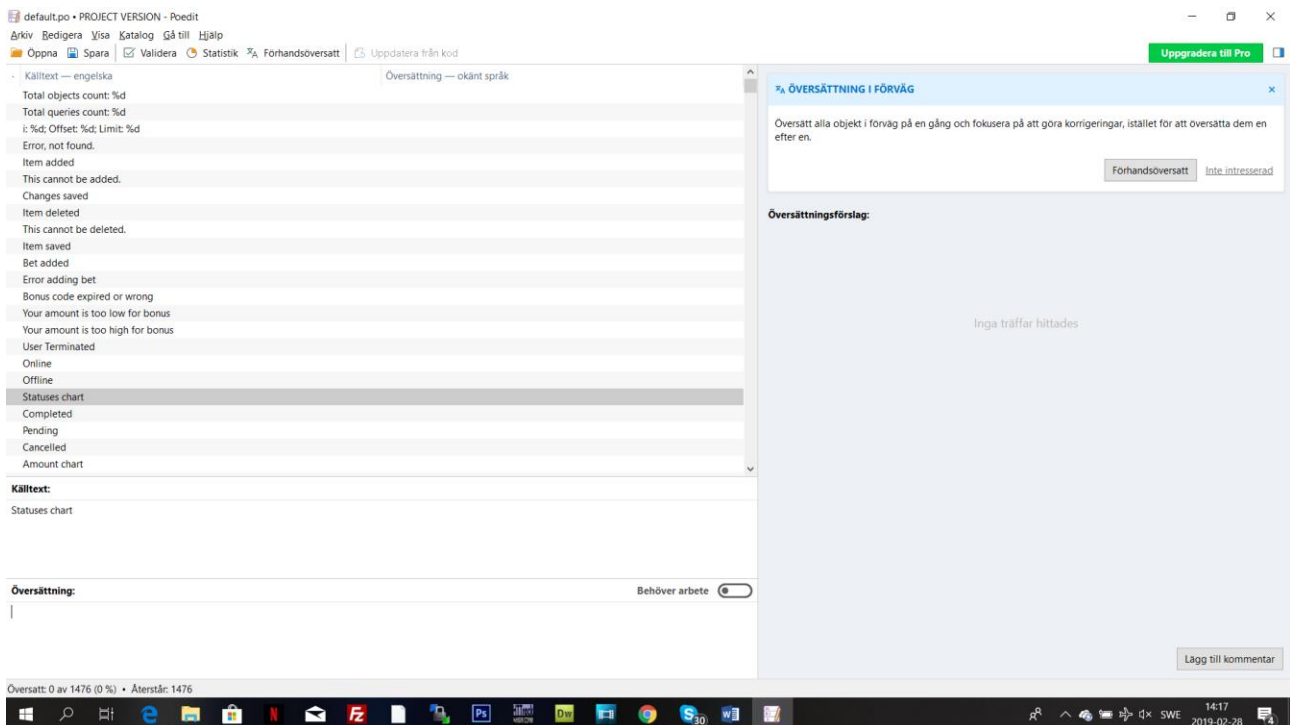 default.po • PROJECT VERSION - Poedit
Arkiv Redigera Visa Katalog Gå till Hjälp
Öppna Spara Validera Statistik Förhandsöversatt Uppdatera från kod Uppgradera till Pro
Källtext — engelska Översättning — okänt språk
Total objects count: %d
Total queries count: %d
i: %d; Offset: %d; Limit: %d
Error, not found.
Item added
This cannot be added.
Changes saved
Item deleted
This cannot be deleted.
Item saved
Bet added
Error adding bet
Bonus code expired or wrong
Your amount is too low for bonus
Your amount is too high for bonus
User Terminated
Online
Offline
Statuses chart
Completed
Pending
Cancelled
Amount chart
Källtext:
Statuses chart
Översättning: Behöver arbete
ÖVERSÄTTNING I FÖRVÄG
Översätt alla objekt i förväg på en gång och fokusera på att göra korrigeringar, istället för att översätta dem en
efter en.
Förhandsöversatt Inte intresserad
Översättningsförslag:
Inga träffar hittades
Lägg till kommentar
Översatt: 0 av 1476 (0 %) • Återstår: 1476
N Fz Ps Dw S 30 W SWE 14:17
2019-02-28